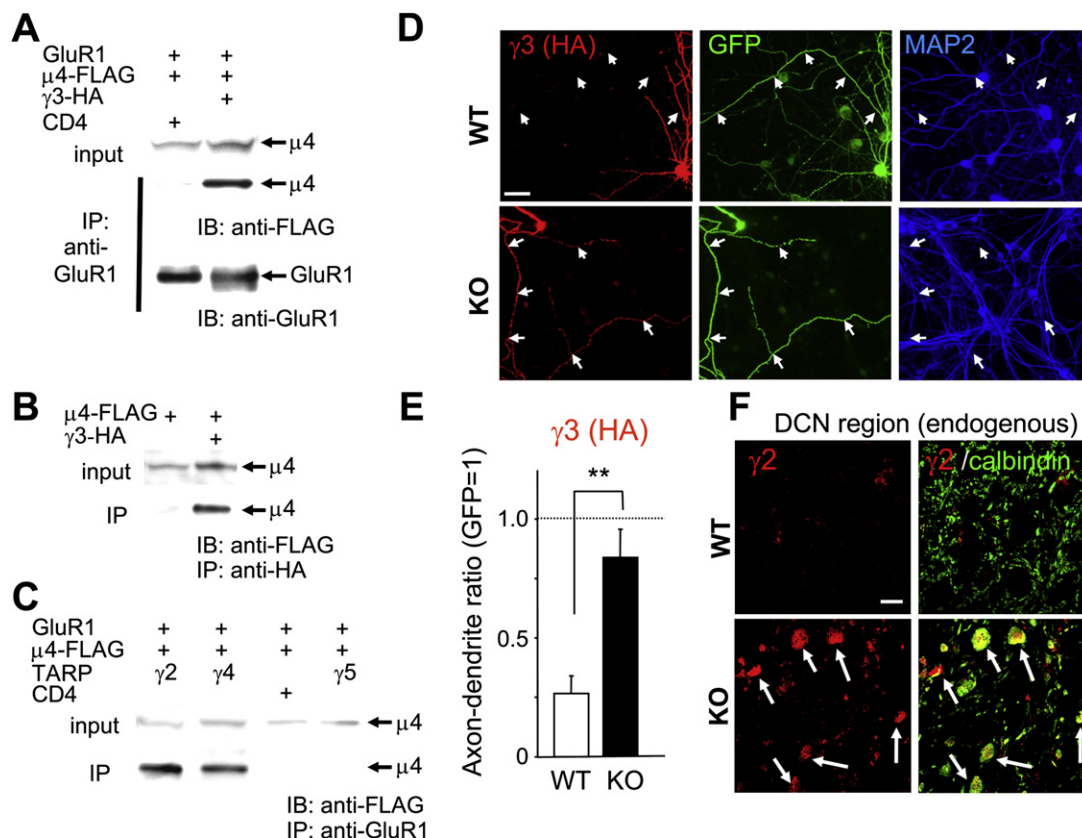 A
GluR1 + +
μ4-FLAG + +
γ3-HA +
CD4 +
input μ4
μ4
IP:
anti-
GluR1
IB: anti-FLAG
GluR1
IB: anti-GluR1
B
μ4-FLAG + +
γ3-HA +
input μ4
IP μ4
IB: anti-FLAG
IP: anti-HA
C
GluR1 + + + +
μ4-FLAG + + + +
TARP γ2 γ4 γ5
CD4 +
input μ4
IP μ4
IB: anti-FLAG
IP: anti-GluR1
D
γ3 (HA) GFP MAP2
WT
KO
E
γ3 (HA)
**
Axon-dendrite ratio (GFP=1)
1.0
0.5
0
WT KO
F
DCN region (endogenous)
γ2 γ2 /calbindin
WT
KO